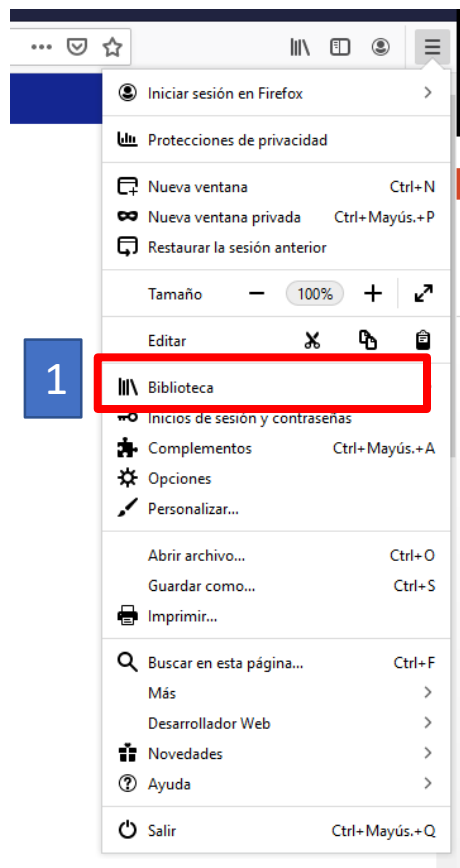 Iniciar sesión en Firefox
Protecciones de privacidad
Nueva ventana Ctrl+N
Nueva ventana privada Ctrl+Mayús.+P
Restaurar la sesión anterior
Tamaño 100%
Editar
1 Biblioteca
Inicios de sesión y contraseñas
Complementos Ctrl+Mayús.+A
Opciones
Personalizar...
Abrir archivo... Ctrl+O
Guardar como... Ctrl+S
Imprimir...
Buscar en esta página... Ctrl+F
Más
Desarrollador Web
Novedades
Ayuda
Salir Ctrl+Mayús.+Q